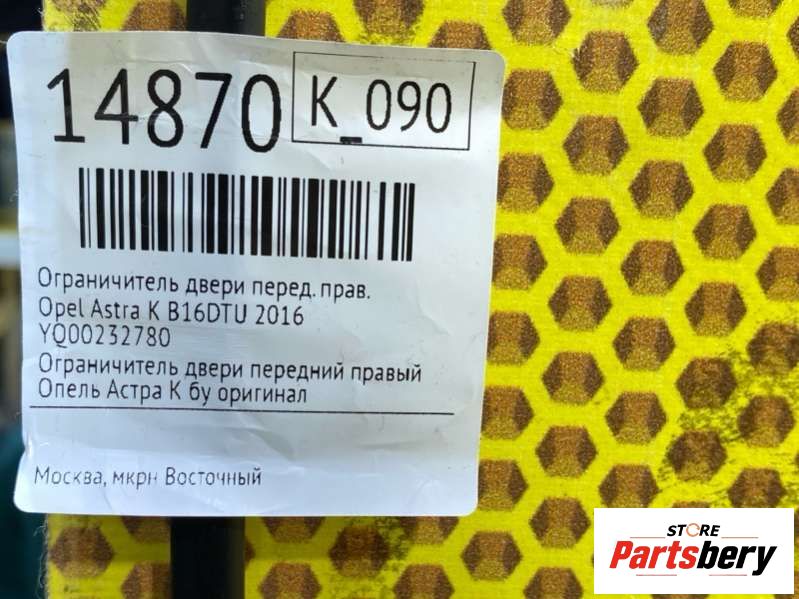 14870
K_090
Ограничитель двери перед. прав.
Opel Astra K B16DTU 2016
YQ00232780
Ограничитель двери передний правый
Опель Астра К бу оригинал
Москва, мкрн Восточный
STORE
Partsbery